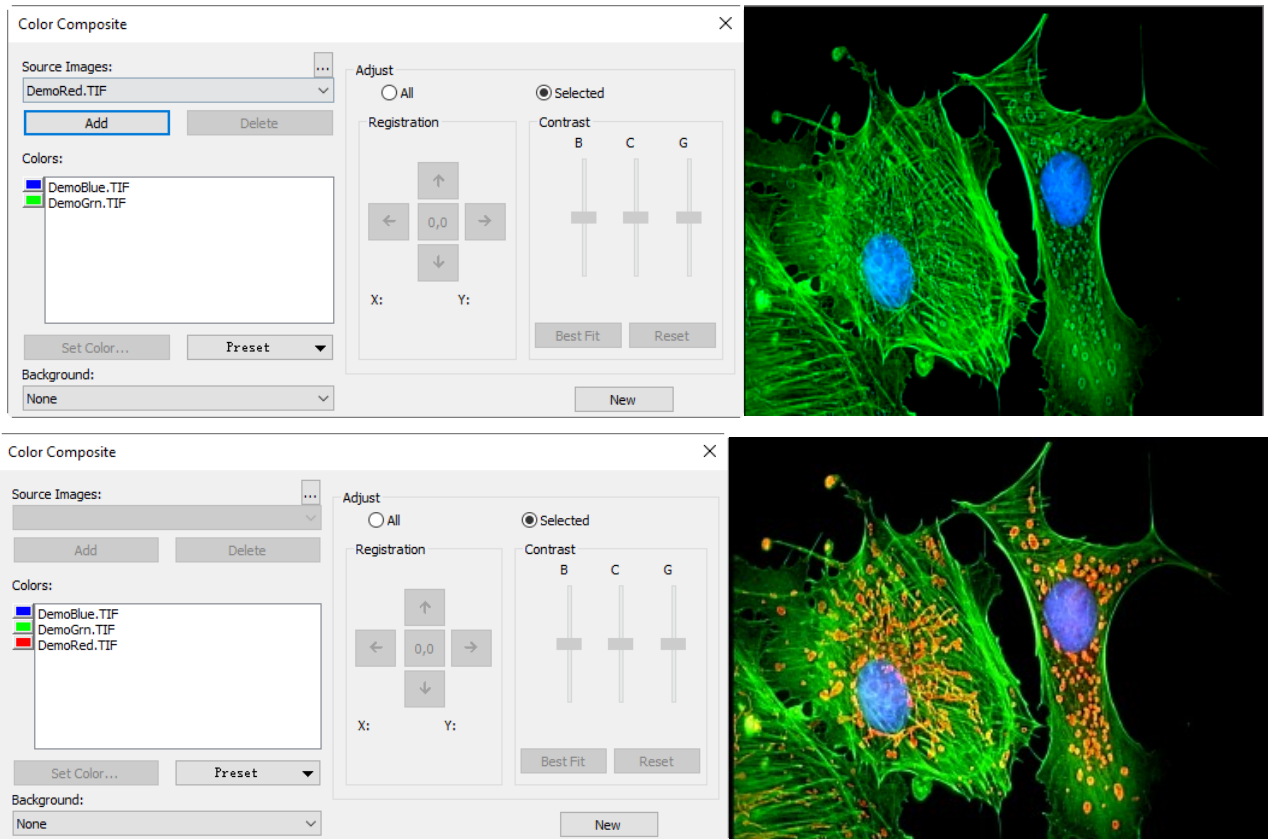 Color Composite
Source Images:
...
DemoRed.TIF
Add
Delete
Colors:
DemoBlue.TIF
DemoGrn.TIF
Set Color...
Preset
Background:
None
Adjust
All
Selected
Registration
0,0
X:
Y:
Contrast
B
C
G
Best Fit
Reset
New
Color Composite
Source Images:
...
Add
Delete
Colors:
DemoBlue.TIF
DemoGrn.TIF
DemoRed.TIF
Set Color...
Preset
Background:
None
Adjust
All
Selected
Registration
0,0
X:
Y:
Contrast
B
C
G
Best Fit
Reset
New